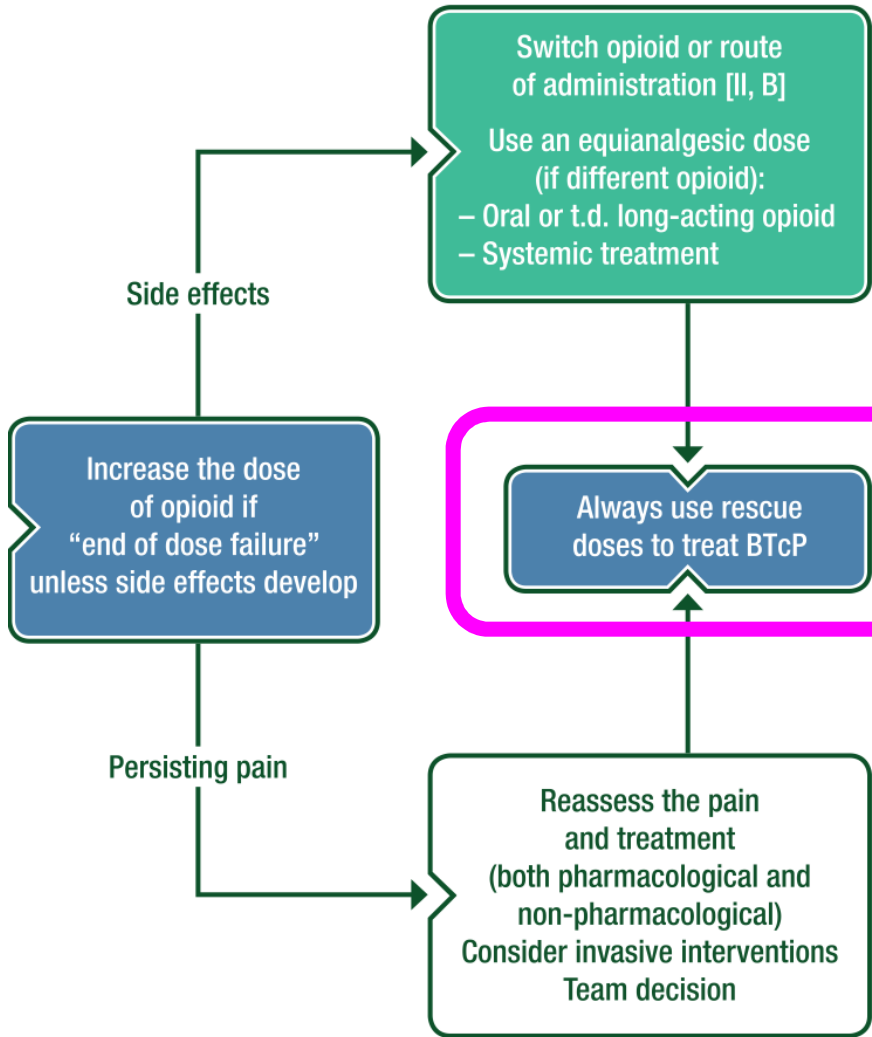 Switch opioid or route
of administration [II, B]
Use an equianalgesic dose
(if different opioid):
– Oral or t.d. long-acting opioid
– Systemic treatment
Side effects
Increase the dose
of opioid if
“end of dose failure”
unless side effects develop
Always use rescue
doses to treat BTcP
Persisting pain
Reassess the pain
and treatment
(both pharmacological and
non-pharmacological)
Consider invasive interventions
Team decision